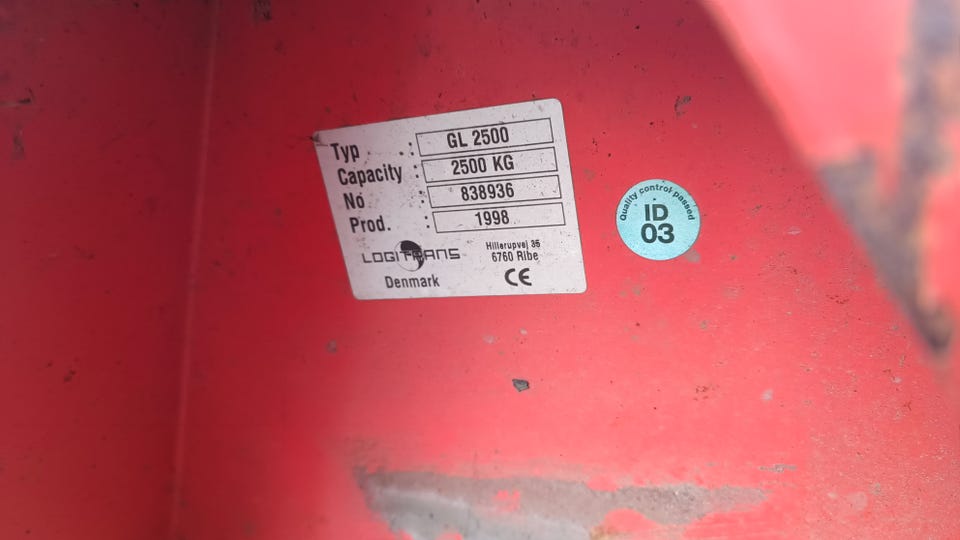 Typ : GL 2500
Capacity : 2500 KG
No : 838936
Prod. : 1998
LOGITRANS
Denmark
Hillerupvej 35
6760 Ribe
CE
Quality control passed
ID
03